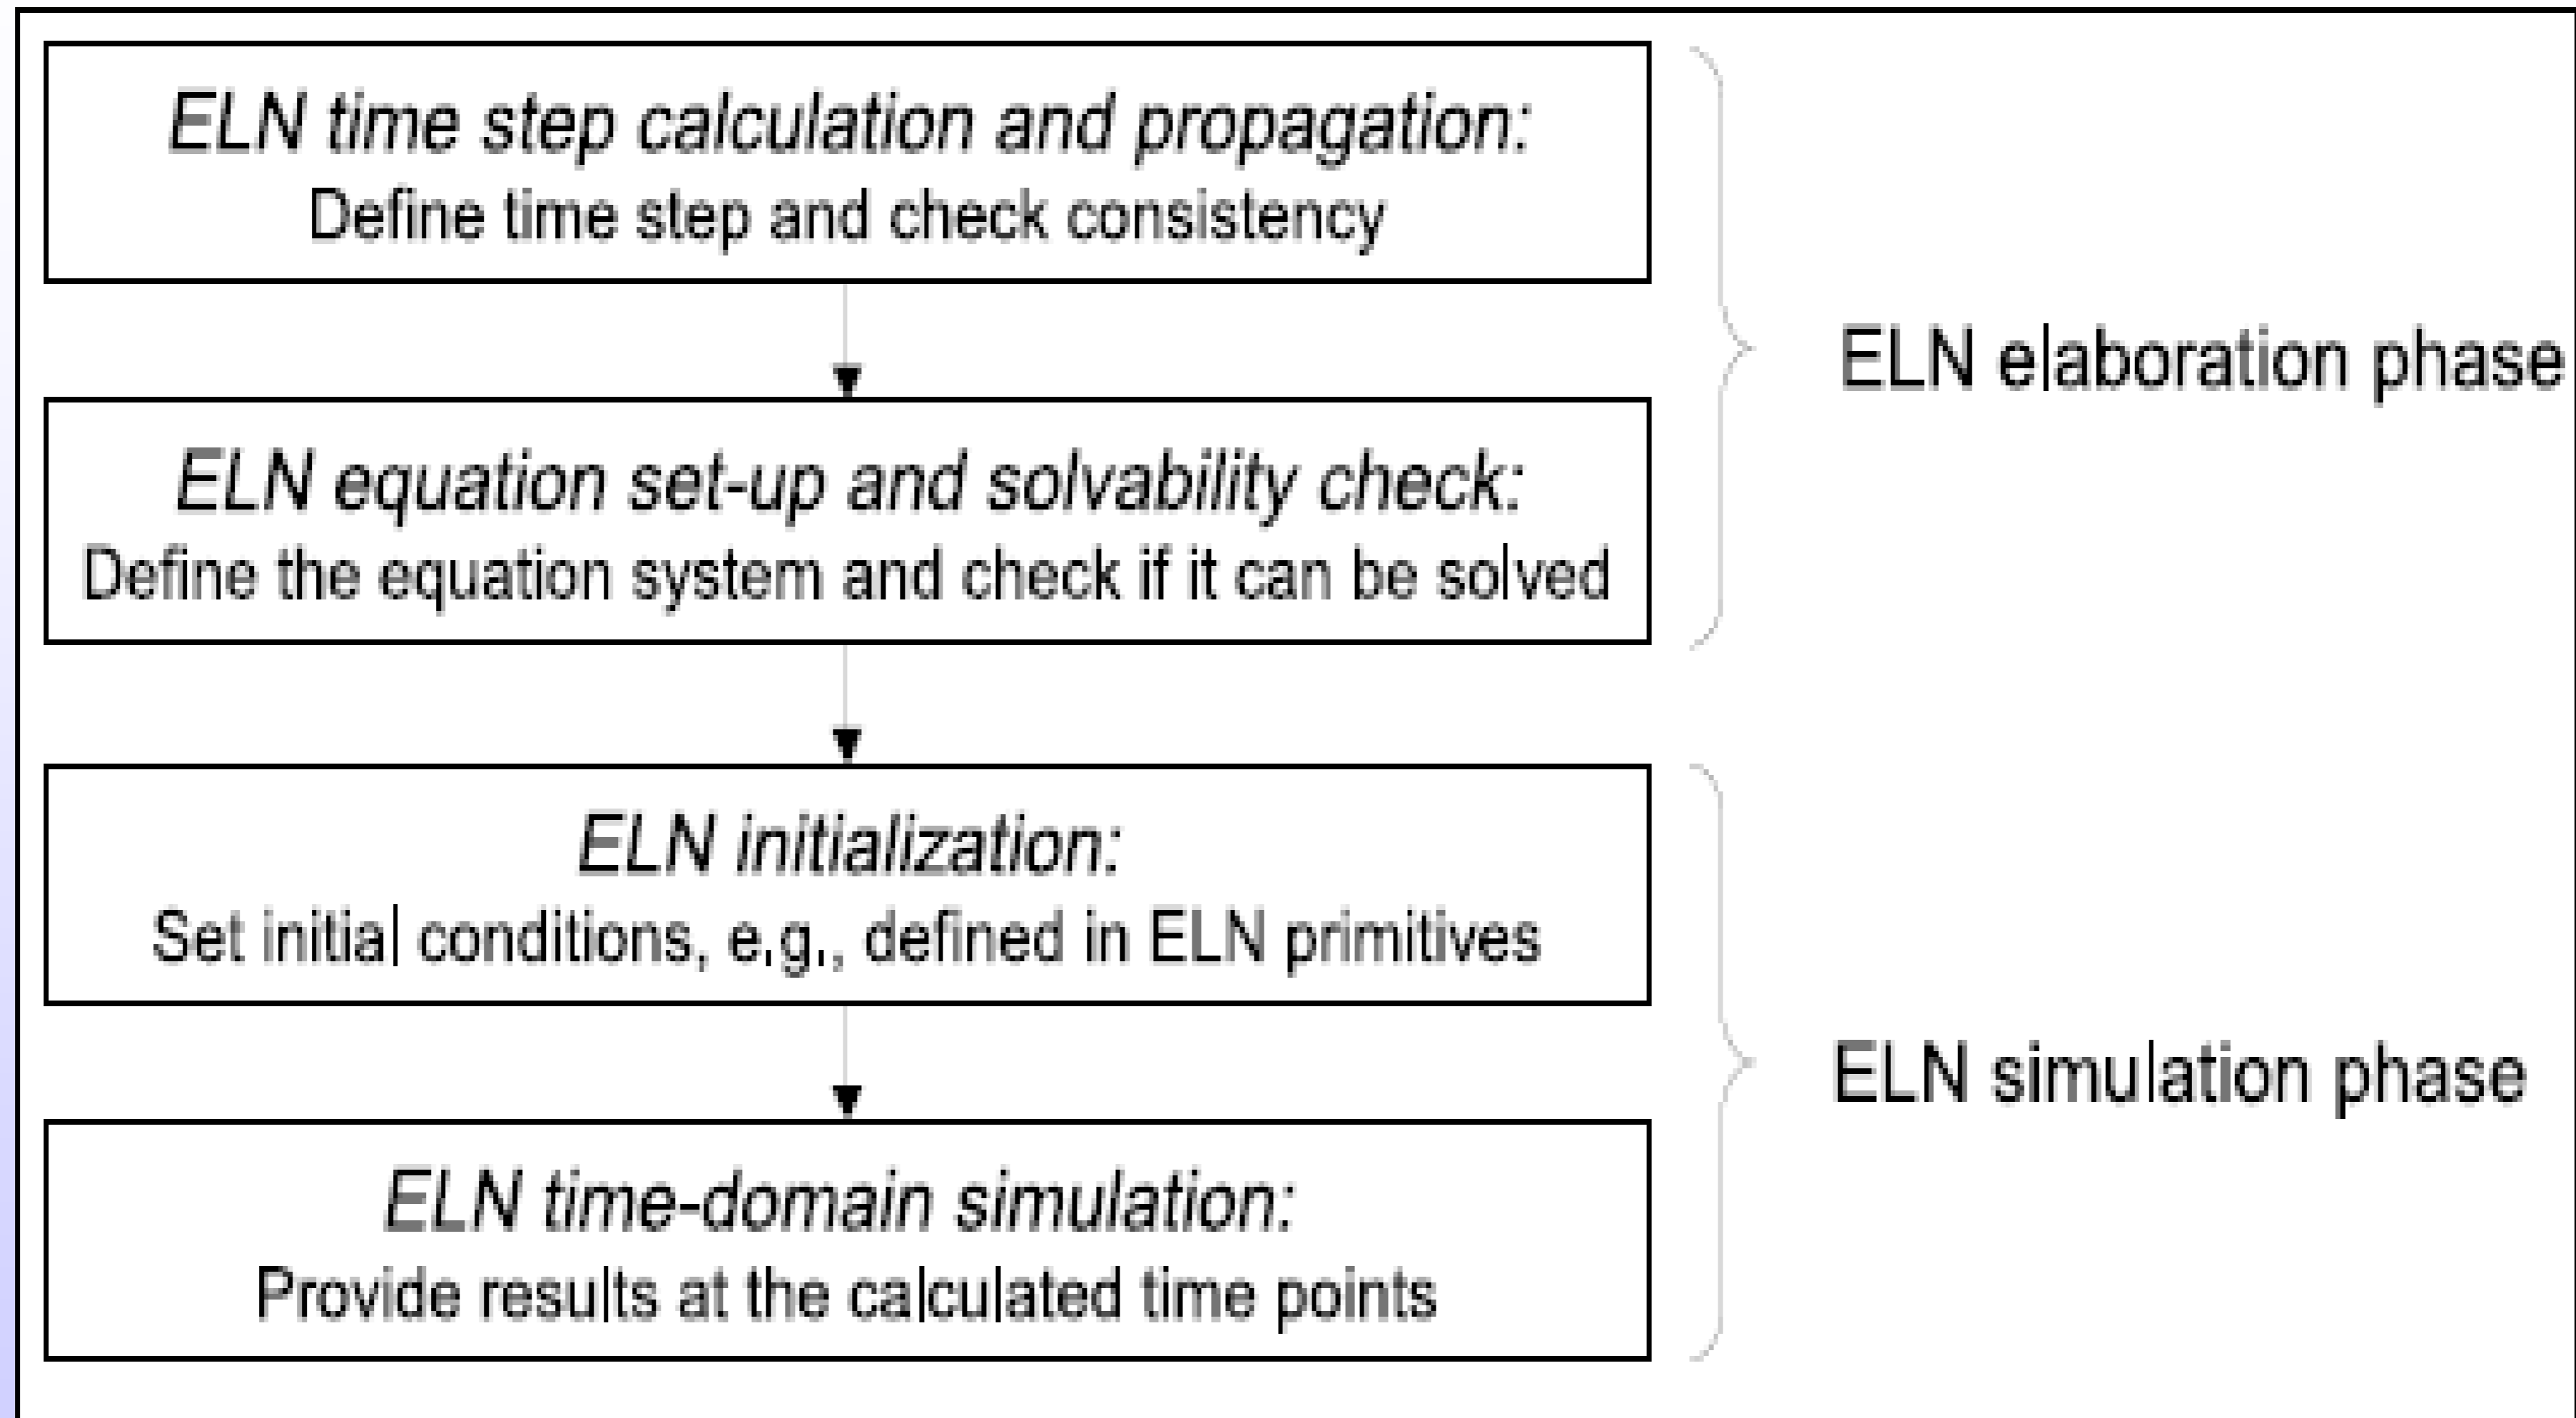 ELN time step calculation and propagation:
Define time step and check consistency
ELN elaboration phase
ELN equation set-up and solvability check:
Define the equation system and check if it can be solved
ELN initialization:
Set initial conditions, e.g., defined in ELN primitives
ELN simulation phase
ELN time-domain simulation:
Provide results at the calculated time points